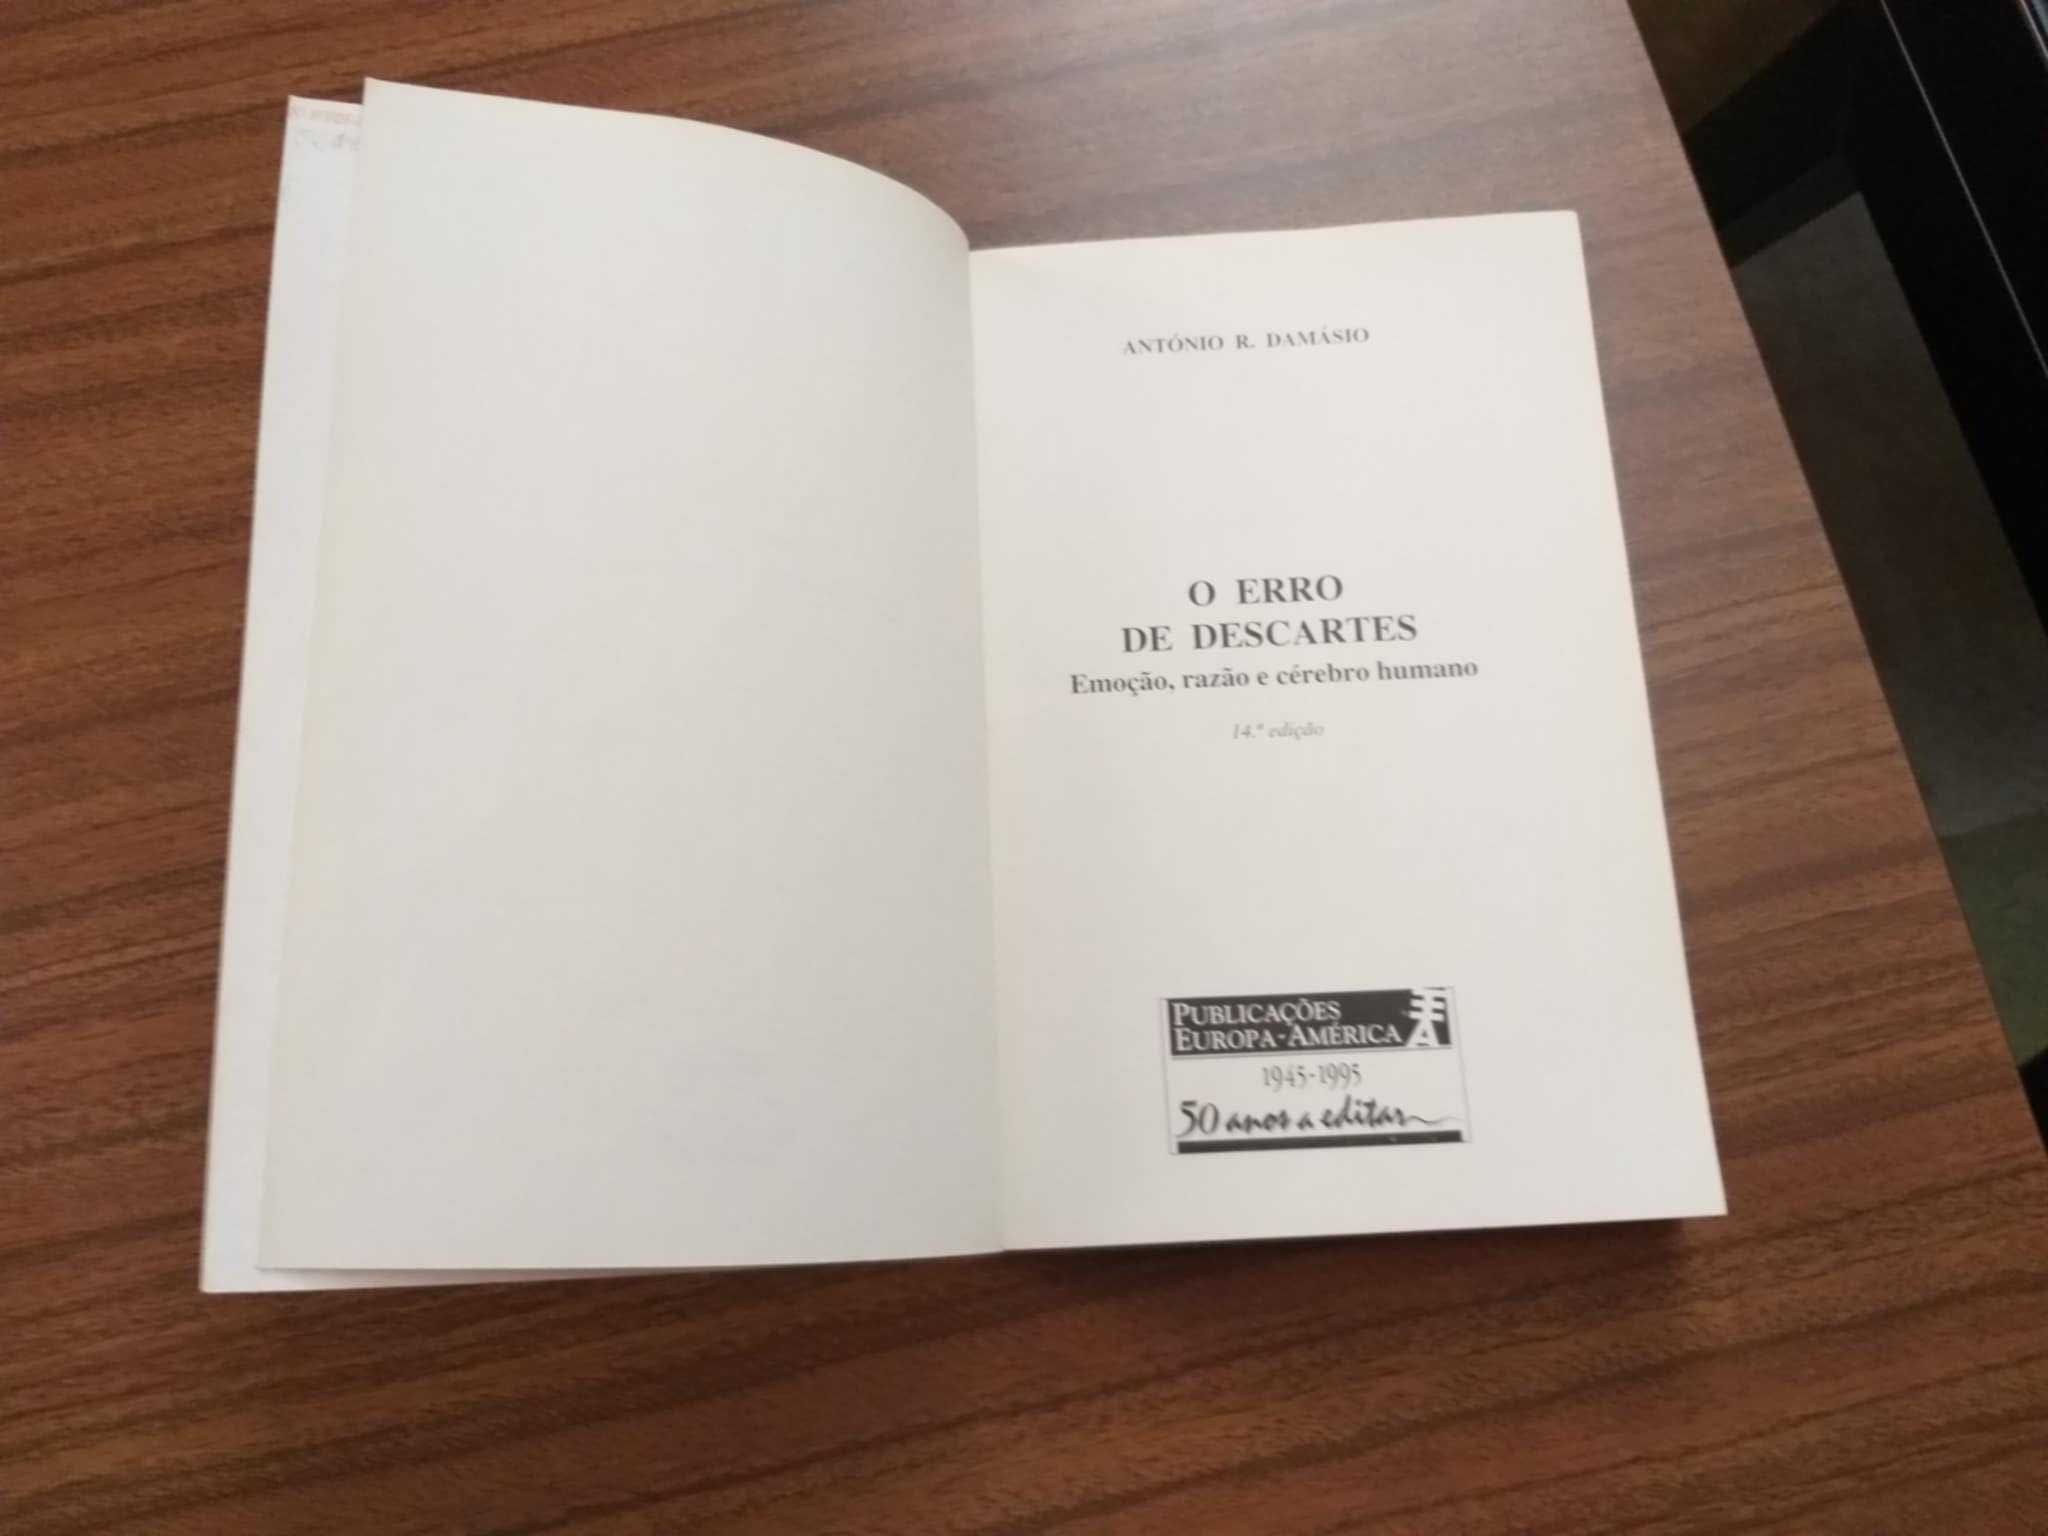 ANTÓNIO R. DAMÁSIO
O ERRO
DE DESCARTES
Emoção, razão e cérebro humano
14.ª edição
PUBLICAÇÕES
EUROPA-AMÉRICA
1945-1995
50 anos a editar